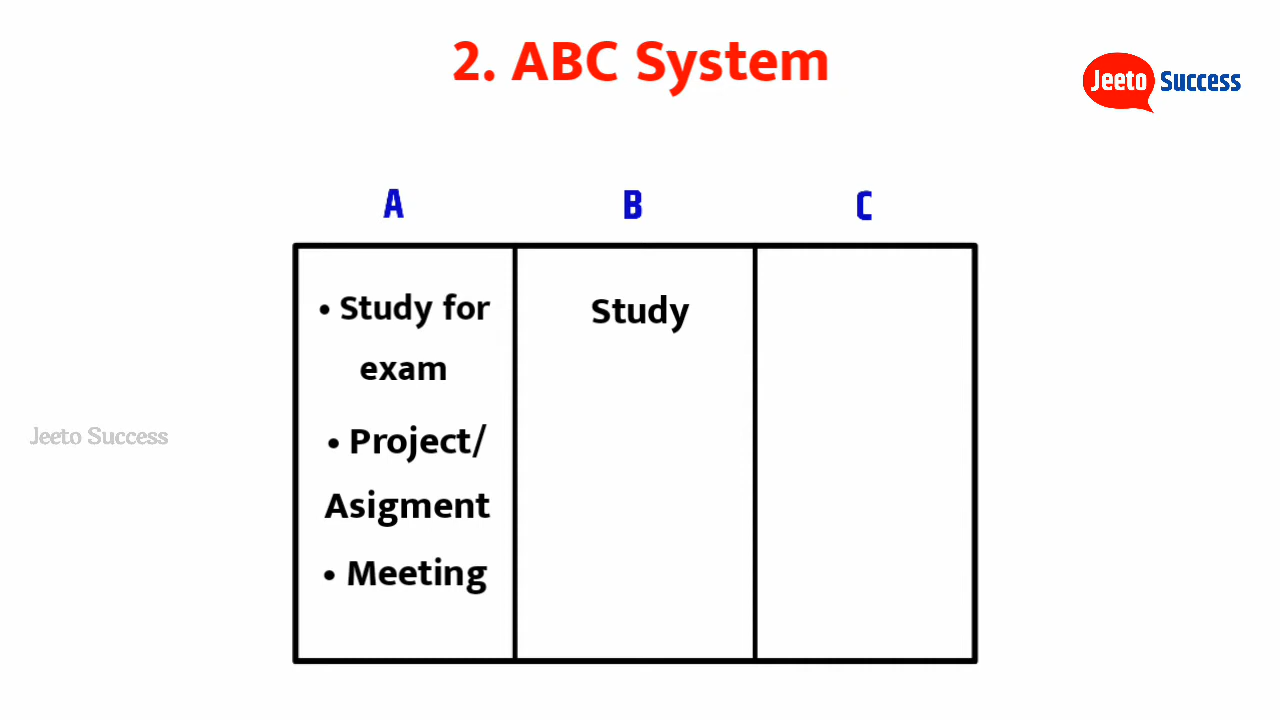 2. ABC System
Jeeto Success
A
B
C
• Study for
exam
• Project/
Asigment
• Meeting
Study
Jeeto Success